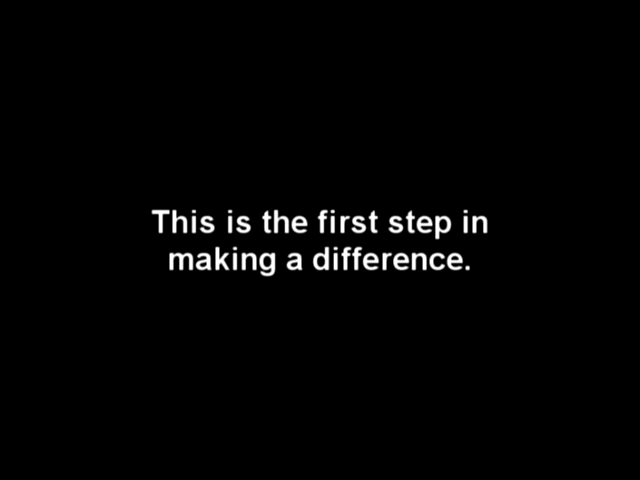 This is the first step in
making a difference.